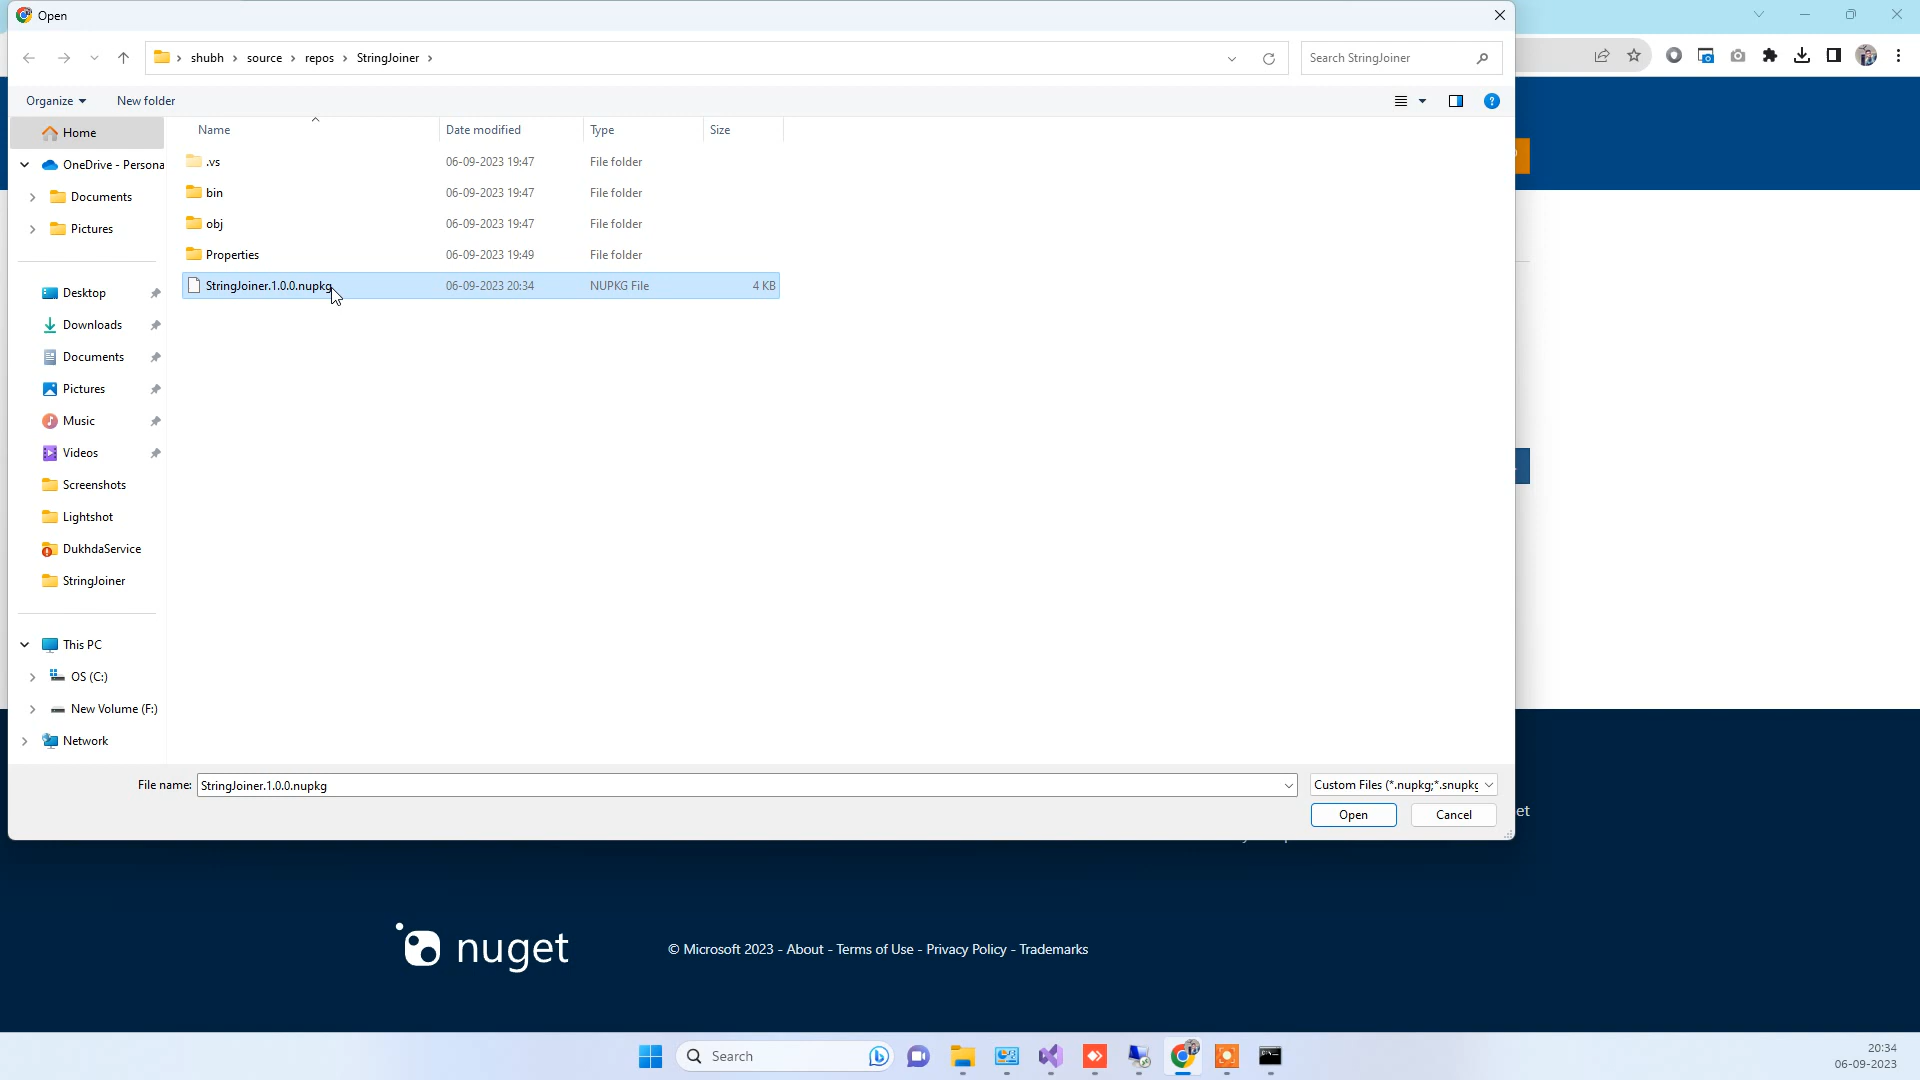 Open
shubh
source
repos
StringJoiner
Search StringJoiner
Organize
New folder
Name
Date modified
Type
Size
Home
OneDrive - Persona
Documents
Pictures
.vs
06-09-2023 19:47
File folder
bin
06-09-2023 19:47
File folder
obj
06-09-2023 19:47
File folder
Properties
06-09-2023 19:49
File folder
StringJoiner.1.0.0.nupkg
06-09-2023 20:34
NUPKG File
4 KB
Desktop
Downloads
Documents
Pictures
Music
Videos
Screenshots
Lightshot
DukhdaService
StringJoiner
This PC
OS (C:)
New Volume (F:)
Network
File name:
StringJoiner.1.0.0.nupkg
Custom Files (*.nupkg;*.snupkg
Open
Cancel
et
nuget
© Microsoft 2023 - About - Terms of Use - Privacy Policy - Trademarks
Search
20:34
06-09-2023